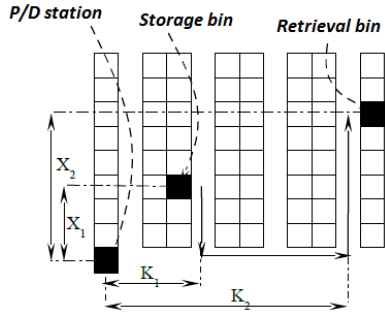 P/D station
Storage bin
Retrieval bin
X2
X1
K1
K2